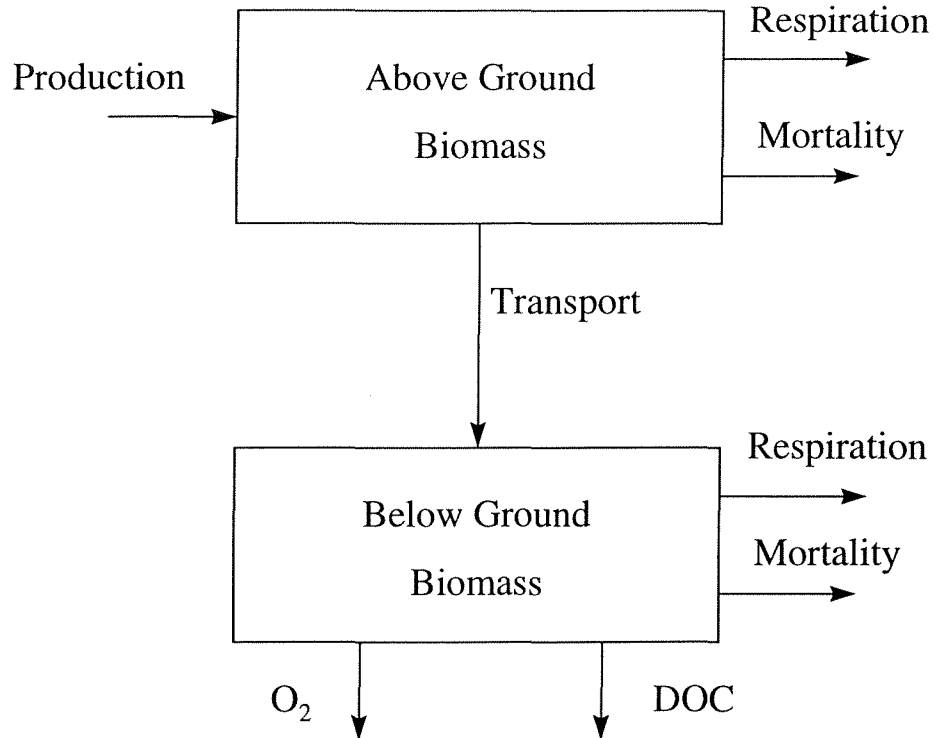 Respiration
Production
Above Ground
Biomass
Mortality
Transport
Respiration
Below Ground
Biomass
Mortality
O₂
DOC